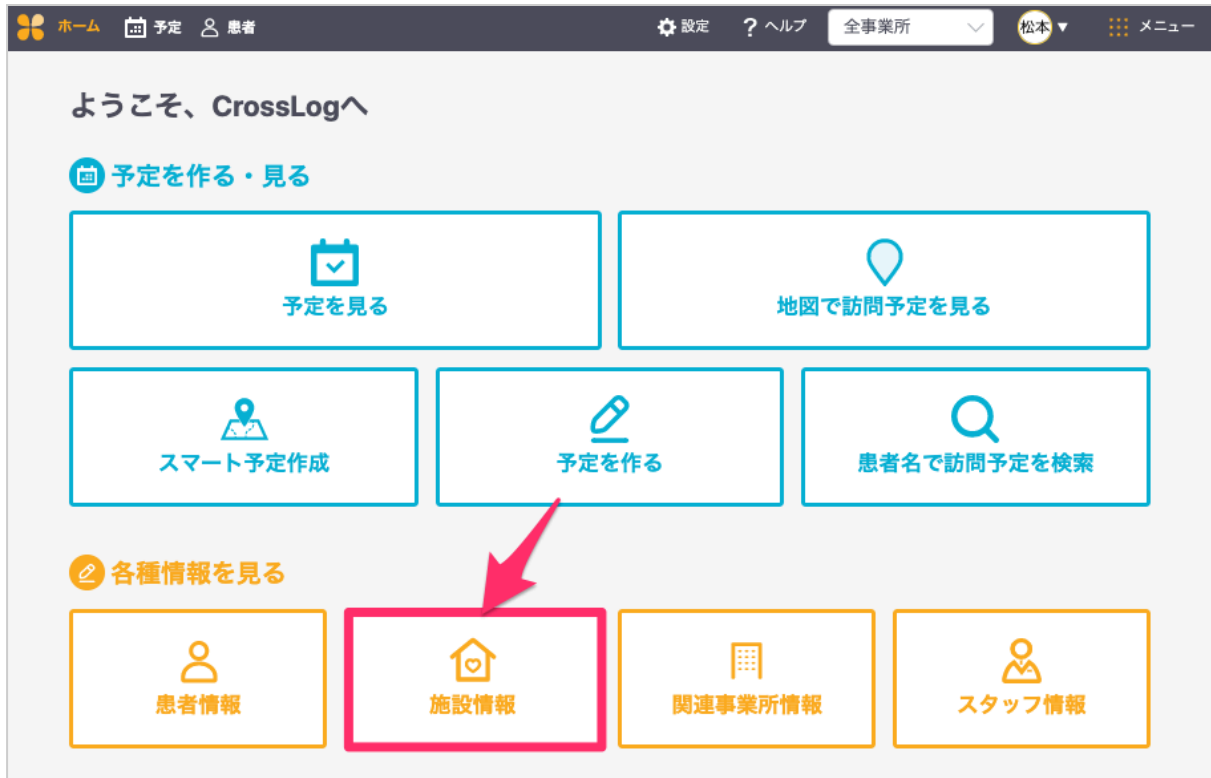 ホーム 予定 患者 設定 ? ヘルプ 全事業所 松本 ▼ メニュー
ようこそ、CrossLogへ
予定を作る・見る
予定を見る
地図で訪問予定を見る
スマート予定作成
予定を作る
患者名で訪問予定を検索
各種情報を見る
患者情報
施設情報
関連事業所情報
スタッフ情報